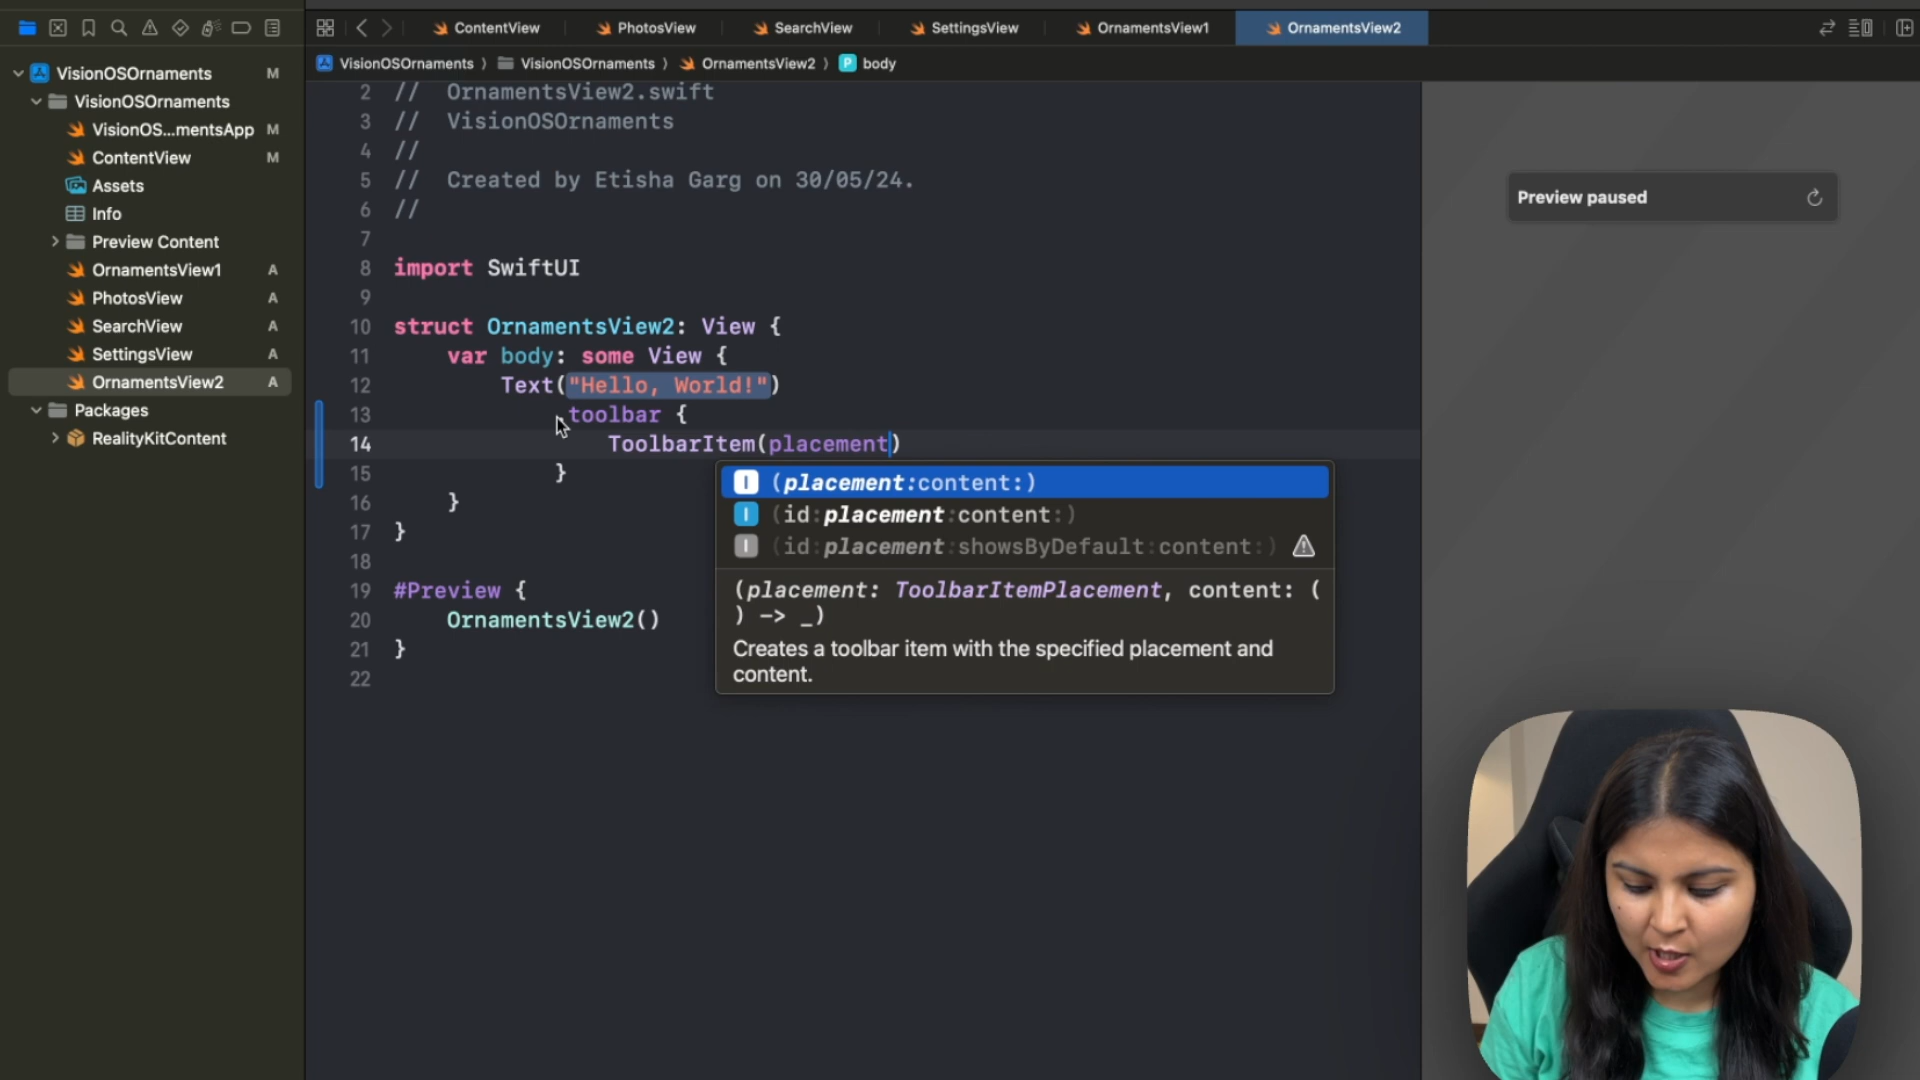 ContentView
PhotosView
SearchView
SettingsView
OrnamentsView1
OrnamentsView2
VisionOSOrnaments M
VisionOSOrnaments
VisionOS...mentsApp M
ContentView M
Assets
Info
Preview Content
OrnamentsView1 A
PhotosView A
SearchView A
SettingsView A
OrnamentsView2 A
Packages
RealityKitContent
VisionOSOrnaments 〉 VisionOSOrnaments 〉 OrnamentsView2 〉 P body
2 // OrnamentsView2.swift
3 // VisionOSOrnaments
4 //
5 // Created by Etisha Garg on 30/05/24.
6 //
7
8 import SwiftUI
9
10 struct OrnamentsView2: View {
11 var body: some View {
12 Text("Hello, World!")
13 .toolbar {
14 ToolbarItem(placement)
15 }
16 }
17 }
18
19 #Preview {
20 OrnamentsView2()
21 }
22
I (placement:content:)
I (id:placement:content:)
I (id:placement:showsByDefault:content:)
(placement: ToolbarItemPlacement, content: (
) -> _)
Creates a toolbar item with the specified placement and
content.
Preview paused